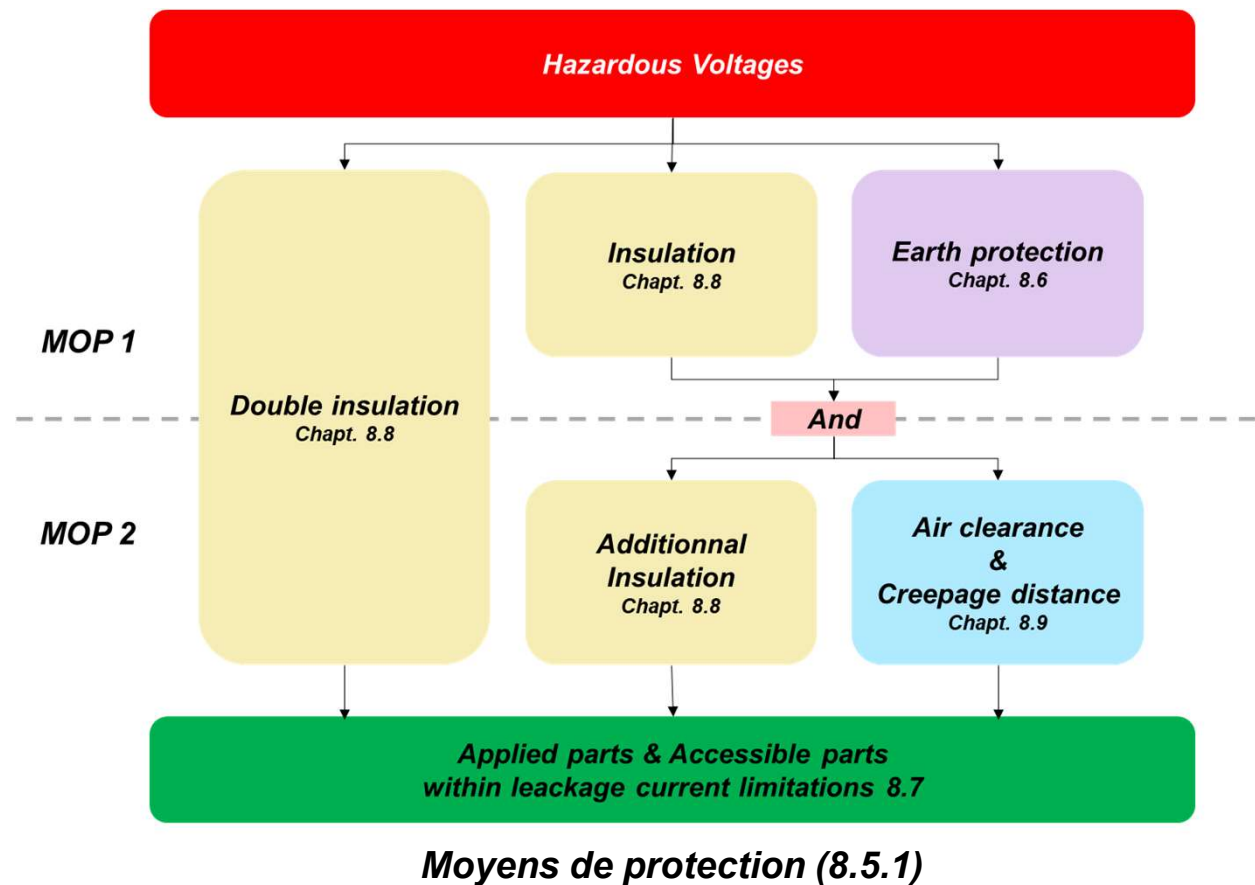 Hazardous Voltages
Insulation
Chapt. 8.8
Earth protection
Chapt. 8.6
MOP 1
Double insulation
Chapt. 8.8
And
MOP 2
Additionnal
Insulation
Chapt. 8.8
Air clearance
&
Creepage distance
Chapt. 8.9
Applied parts & Accessible parts
within leackage current limitations 8.7
Moyens de protection (8.5.1)